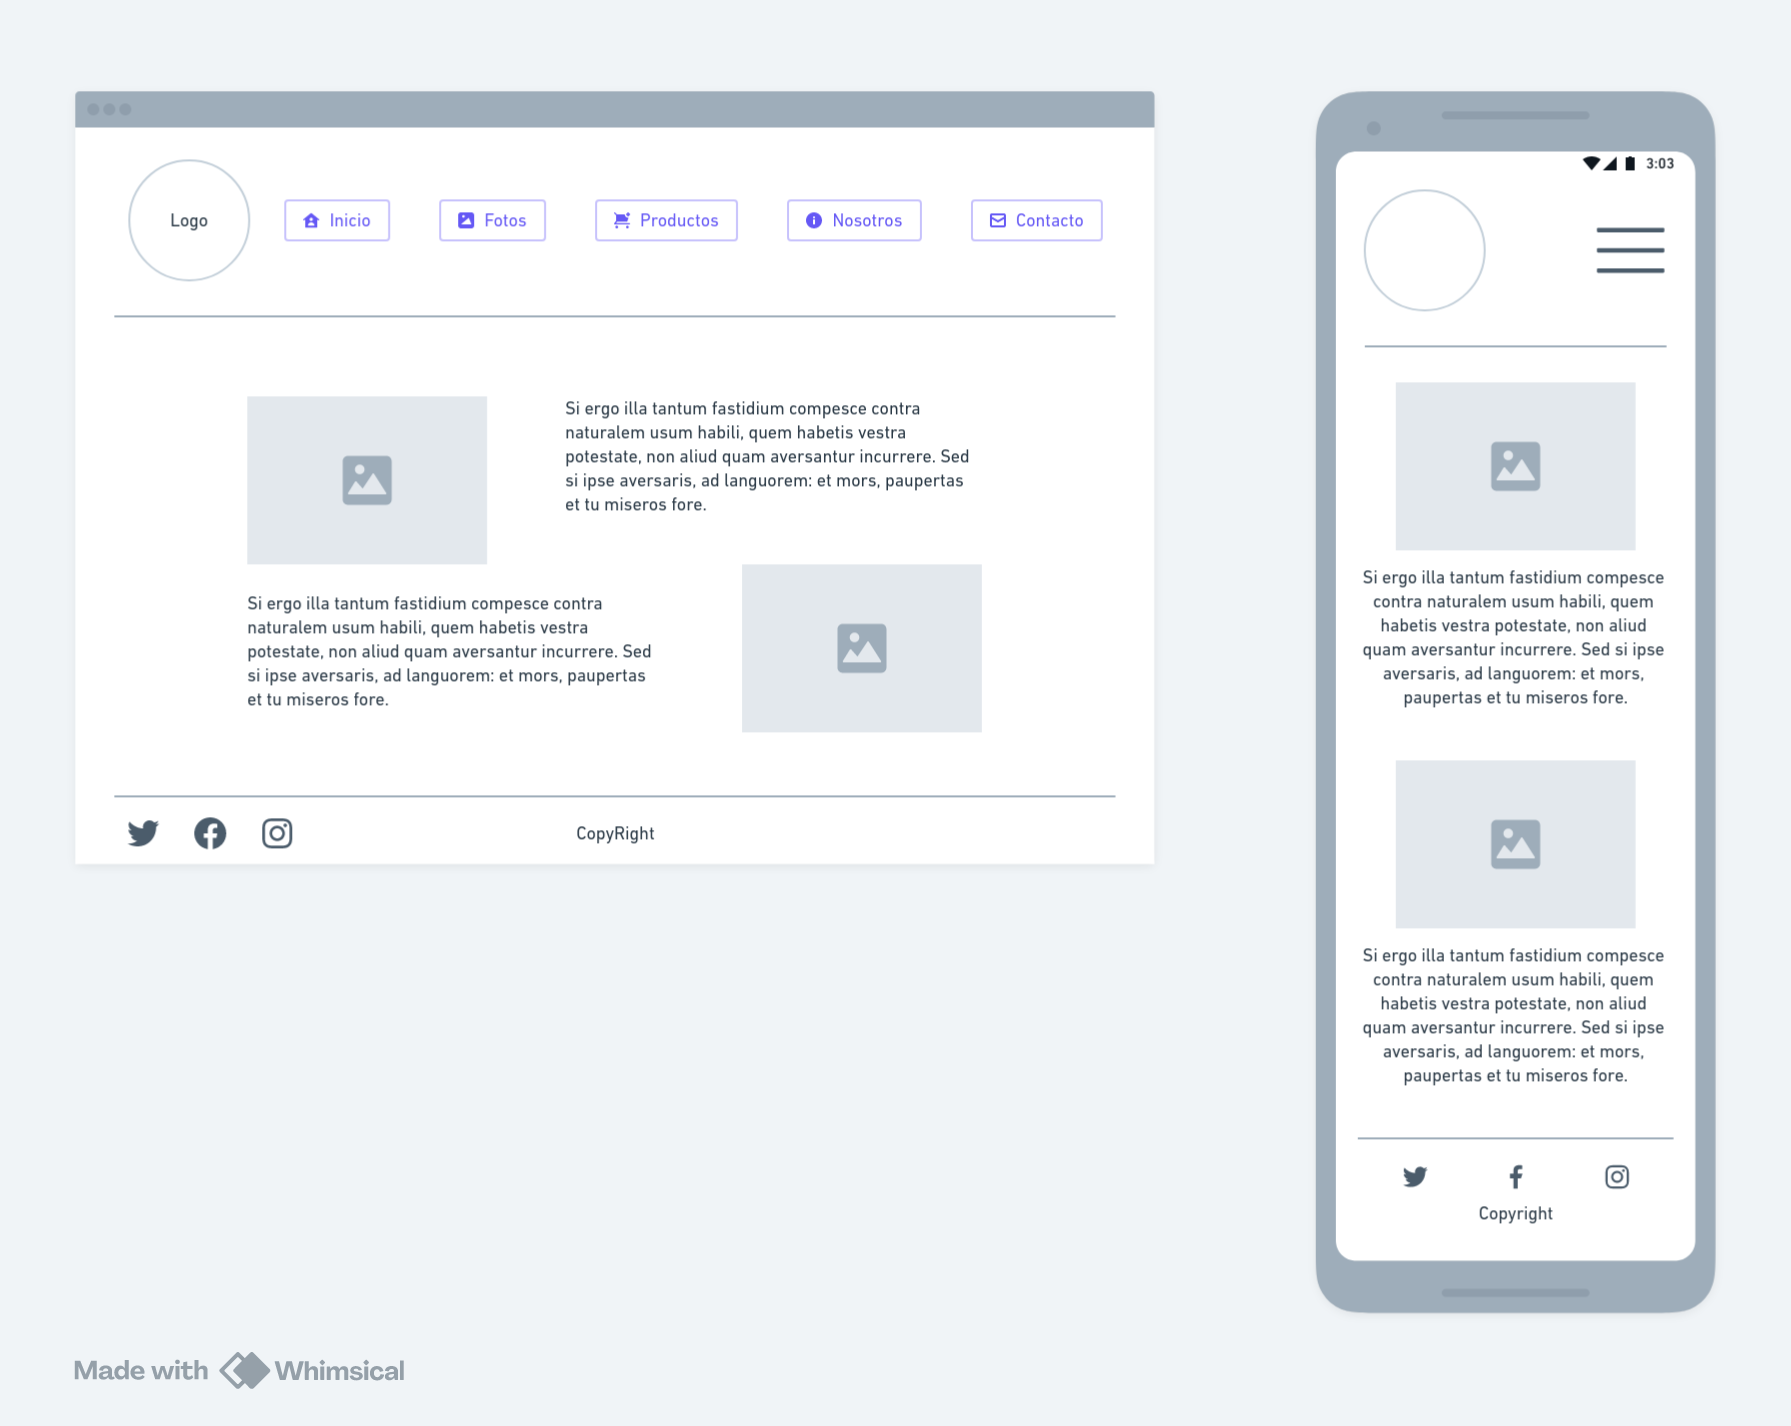 Logo
Inicio
Fotos
Productos
Nosotros
Contacto
Si ergo illa tantum fastidium compesce contra
naturalem usum habili, quem habetis vestra
potestate, non aliud quam aversantur incurrere. Sed
si ipse aversaris, ad languorem: et mors, paupertas
et tu miseros fore.
Si ergo illa tantum fastidium compesce contra
naturalem usum habili, quem habetis vestra
potestate, non aliud quam aversantur incurrere. Sed
si ipse aversaris, ad languorem: et mors, paupertas
et tu miseros fore.
CopyRight
3:03
Si ergo illa tantum fastidium compesce
contra naturalem usum habili, quem
habetis vestra potestate, non aliud
quam aversantur incurrere. Sed si ipse
aversaris, ad languorem: et mors,
paupertas et tu miseros fore.
Si ergo illa tantum fastidium compesce
contra naturalem usum habili, quem
habetis vestra potestate, non aliud
quam aversantur incurrere. Sed si ipse
aversaris, ad languorem: et mors,
paupertas et tu miseros fore.
Copyright
Made with Whimsical